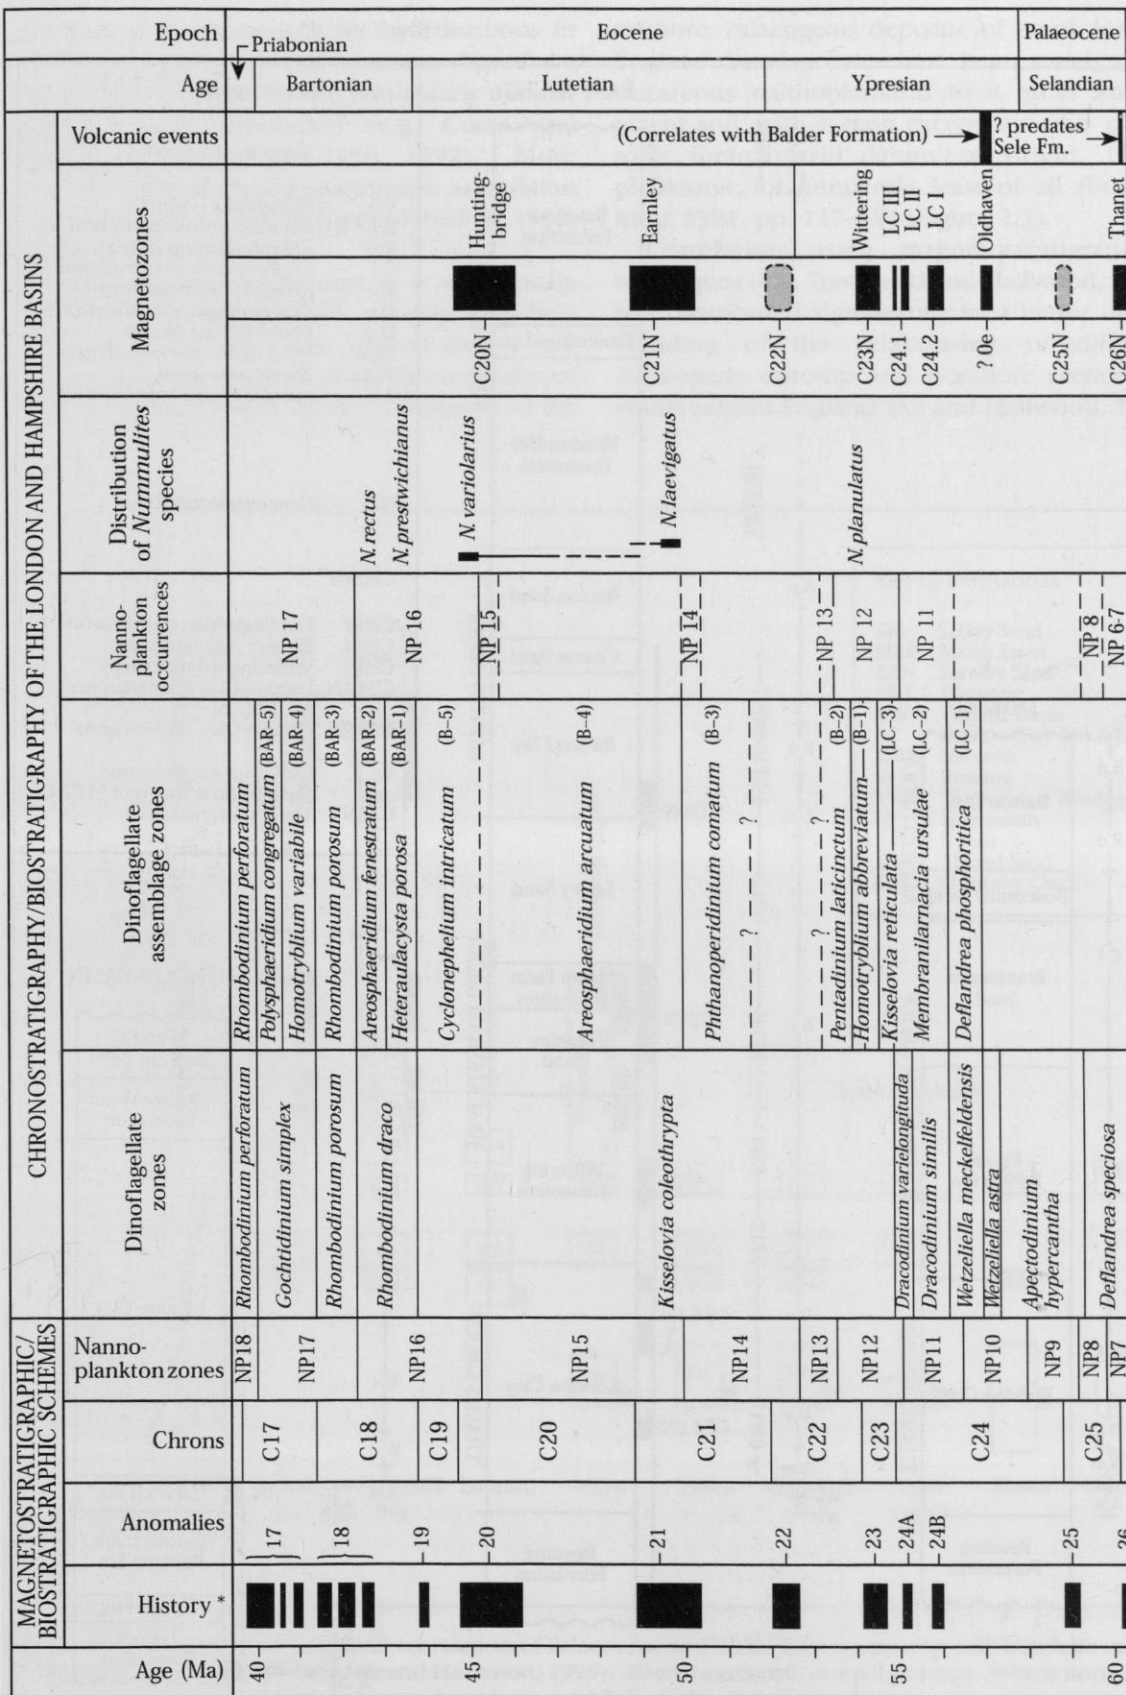 CHRONOSTRATIGRAPHY/BIOSTRATIGRAPHY OF THE LONDON AND HAMPSHIRE BASINS
MAGNETOSTRATIGRAPHIC/
BIOSTRATIGRAPHIC SCHEMES
Epoch
Eocene
Palaeocene
Age
Priabonian
Bartonian
Lutetian
Ypresian
Selandian
Volcanic events
(Correlates with Balder Formation)
? predates
Sele Fm.
Magnetozones
Hunting-
bridge
Earnley
Wittering
LC III
LC II
LC I
Oldhaven
Thanet
C20N
C21N
C22N
C23N
C24.1
C24.2
? 0e
C25N
C26N
Distribution
of Nummulites
species
N. rectus
N. prestwichianus
N. variolarius
N. laevigatus
N. planulatus
Nanno-
plankton
occurrences
NP 17
NP 16
NP 15
NP 14
NP 13
NP 12
NP 11
NP 8
NP 6-7
Dinoflagellate
assemblage zones
Rhombodinium perforatum
Polysphaeridium congregatum (BAR–5)
Homotryblium variabile (BAR–4)
Rhombodinium porosum (BAR–3)
Areosphaeridium fenestratum (BAR–2)
Heteraulacysta porosa (BAR–1)
Cyclonephelium intricatum (B–5)
Areosphaeridium arcuatum (B–4)
Phthanoperidinium comatum (B–3)
?
?
?
?
Pentadinium laticinctum (B–2)
Homotryblium abbreviatum (B–1)
Kisselovia reticulata (LC–3)
Membranilarnacia ursulae (LC–2)
Deflandrea phosphoritica (LC–1)
Dinoflagellate
zones
Rhombodinium perforatum
Gochtidinium simplex
Rhombodinium porosum
Rhombodinium draco
Kisselovia coleothrypta
Dracodinium varielongituda
Dracodinium similis
Wetzeliella meckelfeldensis
Wetzeliella astra
Apectodinium
hypercantha
Deflandrea speciosa
Nanno-
plankton zones
NP18
NP17
NP16
NP15
NP14
NP13
NP12
NP11
NP10
NP9
NP8
NP7
Chrons
C17
C18
C19
C20
C21
C22
C23
C24
C25
Anomalies
17
18
19
20
21
22
23
24A
24B
25
26
History *
Age (Ma)
40
45
50
55
60